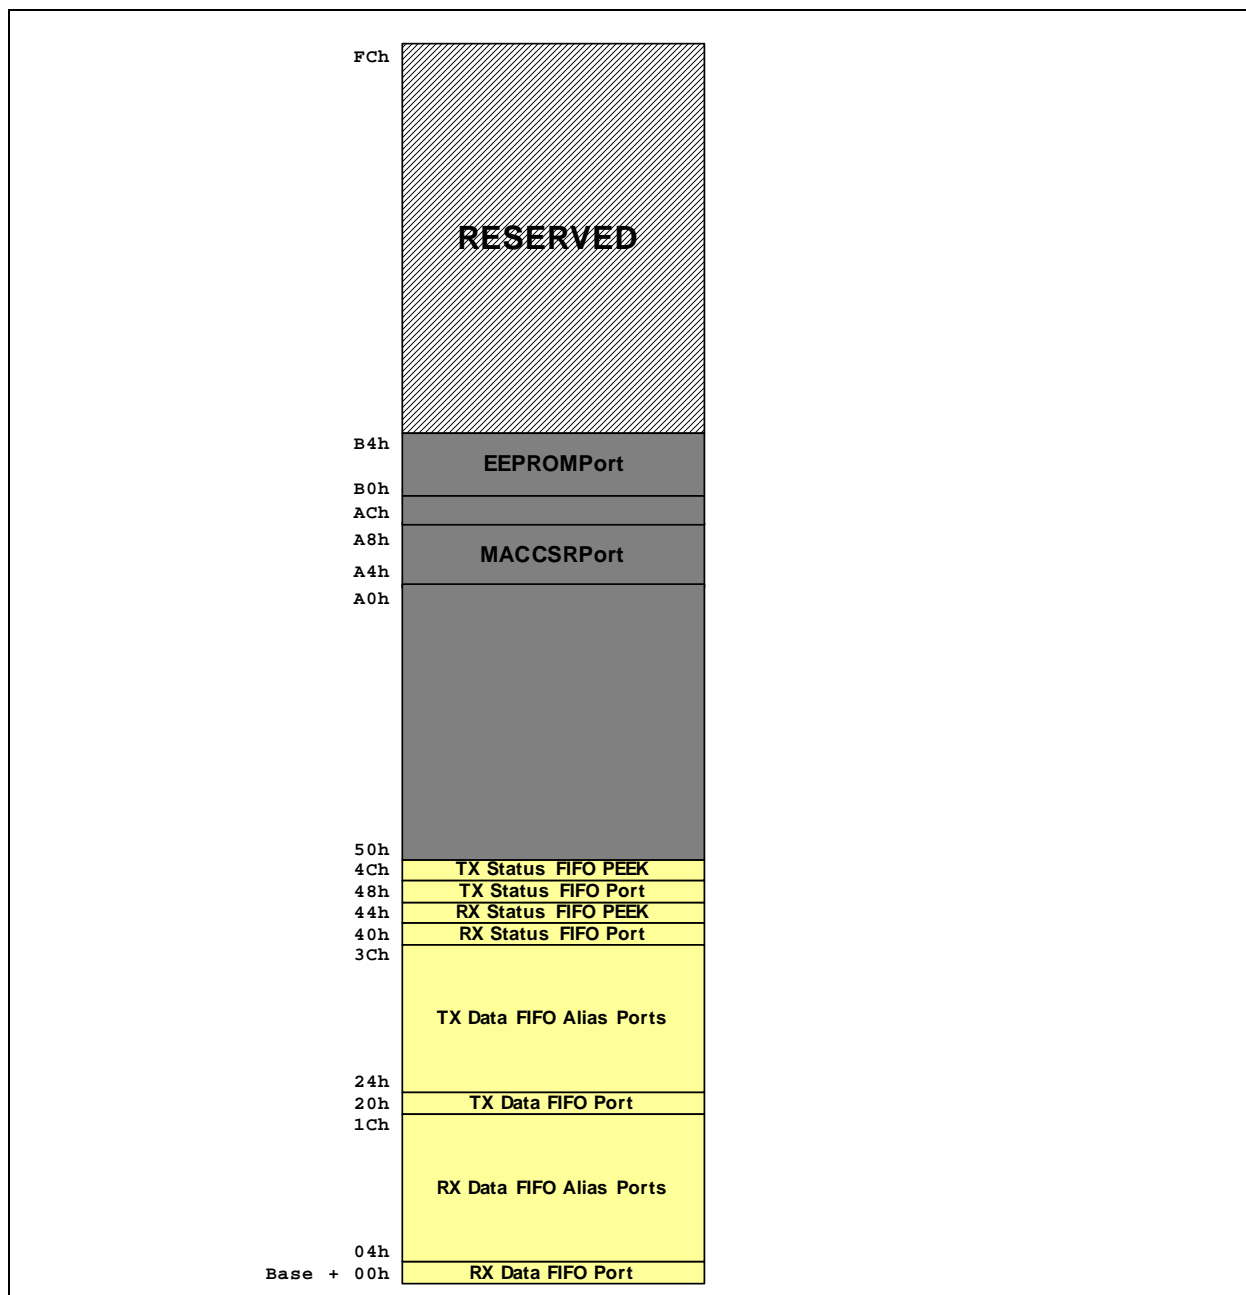 FCh
RESERVED
B4h
EEPROMPort
B0h
ACh
A8h
MACCSRPort
A4h
A0h
50h
4Ch TX Status FIFO PEEK
48h TX Status FIFO Port
44h RX Status FIFO PEEK
40h RX Status FIFO Port
3Ch
TX Data FIFO Alias Ports
24h
20h TX Data FIFO Port
1Ch
RX Data FIFO Alias Ports
04h
Base + 00h RX Data FIFO Port